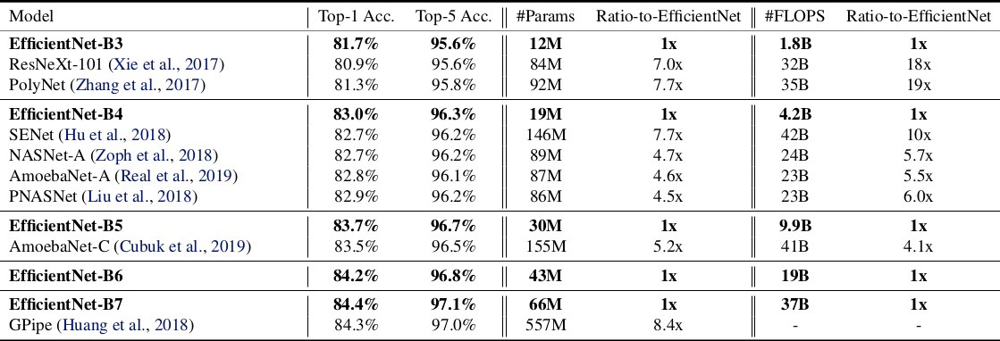 Model Top-1 Acc. Top-5 Acc. #Params Ratio-to-EfficientNet #FLOPS Ratio-to-EfficientNet
EfficientNet-B3 81.7% 95.6% 12M 1x 1.8B 1x
ResNeXt-101 (Xie et al., 2017) 80.9% 95.6% 84M 7.0x 32B 18x
PolyNet (Zhang et al., 2017) 81.3% 95.8% 92M 7.7x 35B 19x
EfficientNet-B4 83.0% 96.3% 19M 1x 4.2B 1x
SENet (Hu et al., 2018) 82.7% 96.2% 146M 7.7x 42B 10x
NASNet-A (Zoph et al., 2018) 82.7% 96.2% 89M 4.7x 24B 5.7x
AmoebaNet-A (Real et al., 2019) 82.8% 96.1% 87M 4.6x 23B 5.5x
PNASNet (Liu et al., 2018) 82.9% 96.2% 86M 4.5x 23B 6.0x
EfficientNet-B5 83.7% 96.7% 30M 1x 9.9B 1x
AmoebaNet-C (Cubuk et al., 2019) 83.5% 96.5% 155M 5.2x 41B 4.1x
EfficientNet-B6 84.2% 96.8% 43M 1x 19B 1x
EfficientNet-B7 84.4% 97.1% 66M 1x 37B 1x
GPipe (Huang et al., 2018) 84.3% 97.0% 557M 8.4x - -